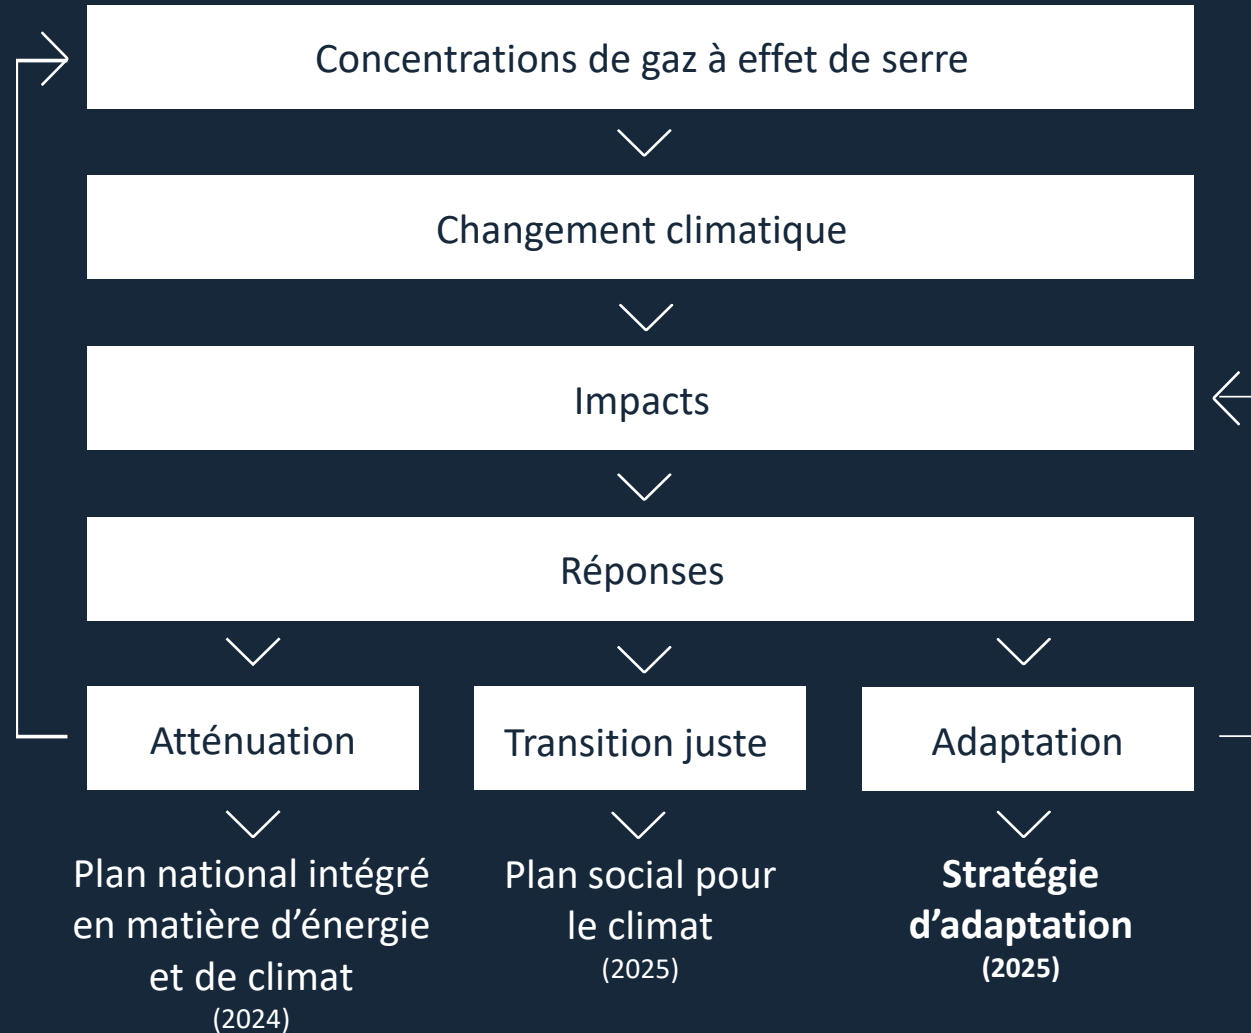 Concentrations de gaz à effet de serre
Changement climatique
Impacts
Réponses
Atténuation
Transition juste
Adaptation
Plan national intégré
en matière d’énergie
et de climat
(2024)
Plan social pour
le climat
(2025)
Stratégie
d’adaptation
(2025)